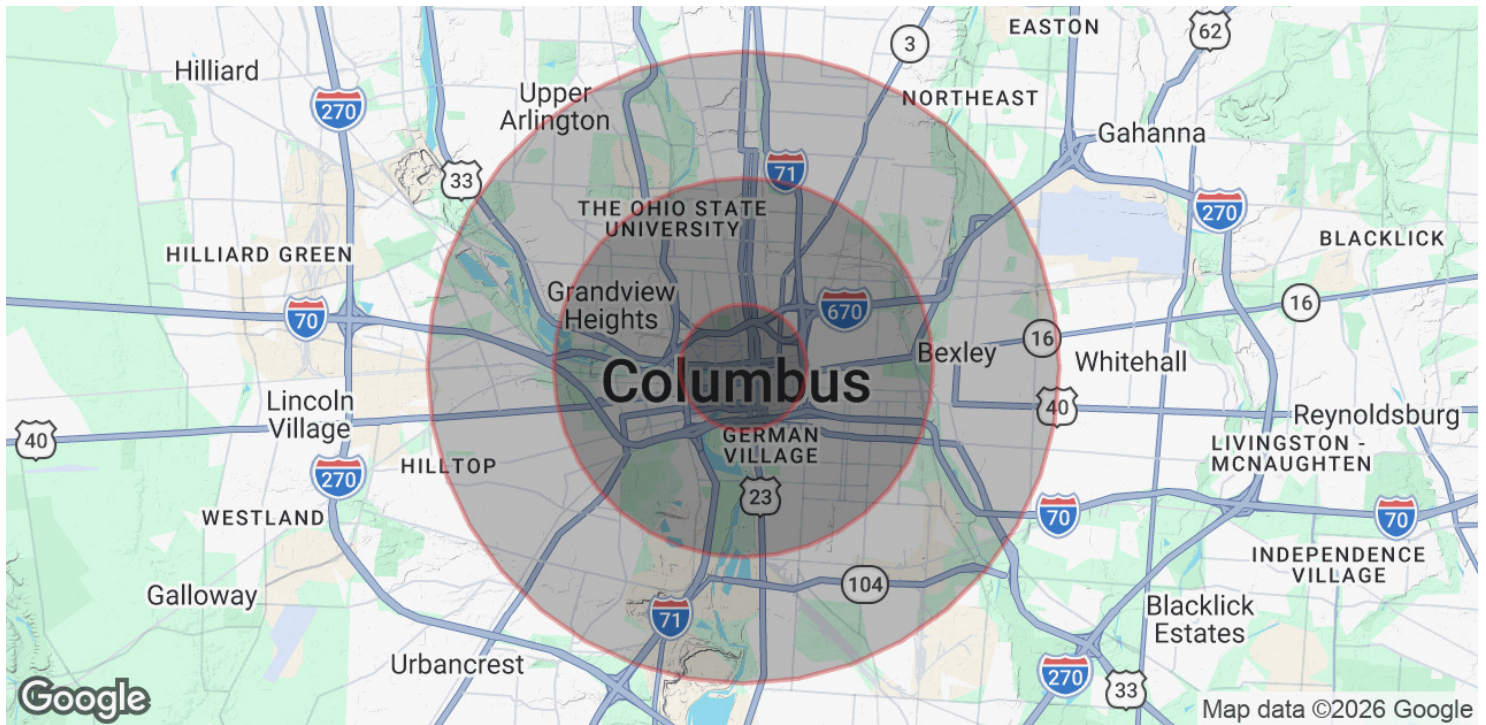 EASTON
62
3
Hilliard
270
Upper
Arlington
NORTHEAST
Gahanna
71
33
THE OHIO STATE
UNIVERSITY
270
BLACKLICK
HILLIARD GREEN
Grandview
Heights
70
670
16
16
Bexley
Whitehall
Columbus
Lincoln
Village
40
40
Reynoldsburg
GERMAN
VILLAGE
LIVINGSTON -
MCNAUGHTEN
HILLTOP
270
23
WESTLAND
70
70
INDEPENDENCE
VILLAGE
104
Galloway
71
Blacklick
Estates
Urbancrest
270
33
Google
Map data ©2026 Google